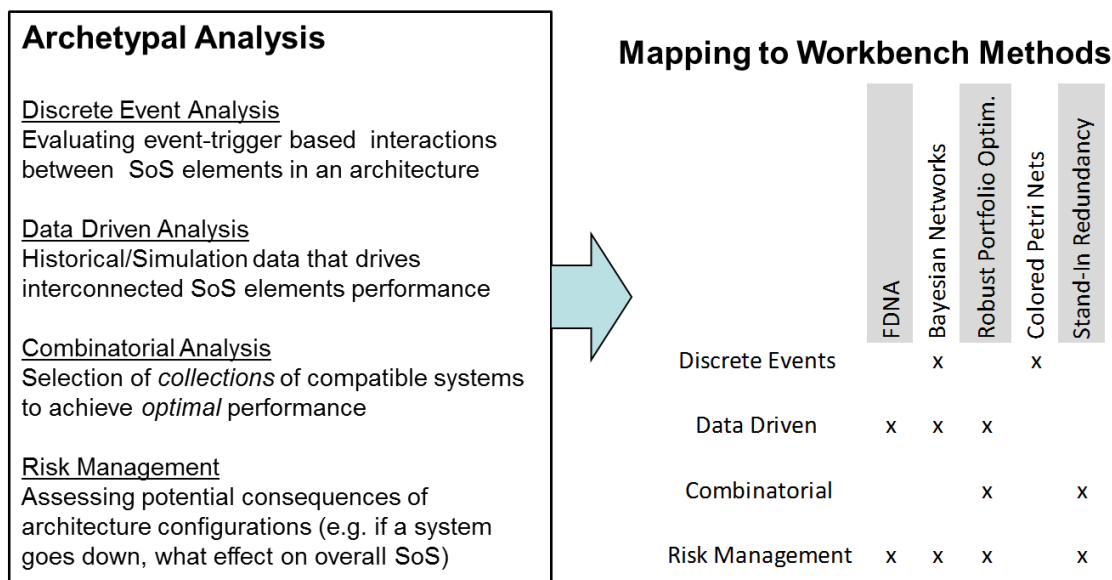 Archetypal Analysis
Discrete Event Analysis
Evaluating event-trigger based interactions
between SoS elements in an architecture
Data Driven Analysis
Historical/Simulation data that drives
interconnected SoS elements performance
Combinatorial Analysis
Selection of collections of compatible systems
to achieve optimal performance
Risk Management
Assessing potential consequences of
architecture configurations (e.g. if a system
goes down, what effect on overall SoS)
Mapping to Workbench Methods
FDNA
Bayesian Networks
Robust Portfolio Optim.
Colored Petri Nets
Stand-In Redundancy
Discrete Events x x
Data Driven x x x
Combinatorial x x
Risk Management x x x x